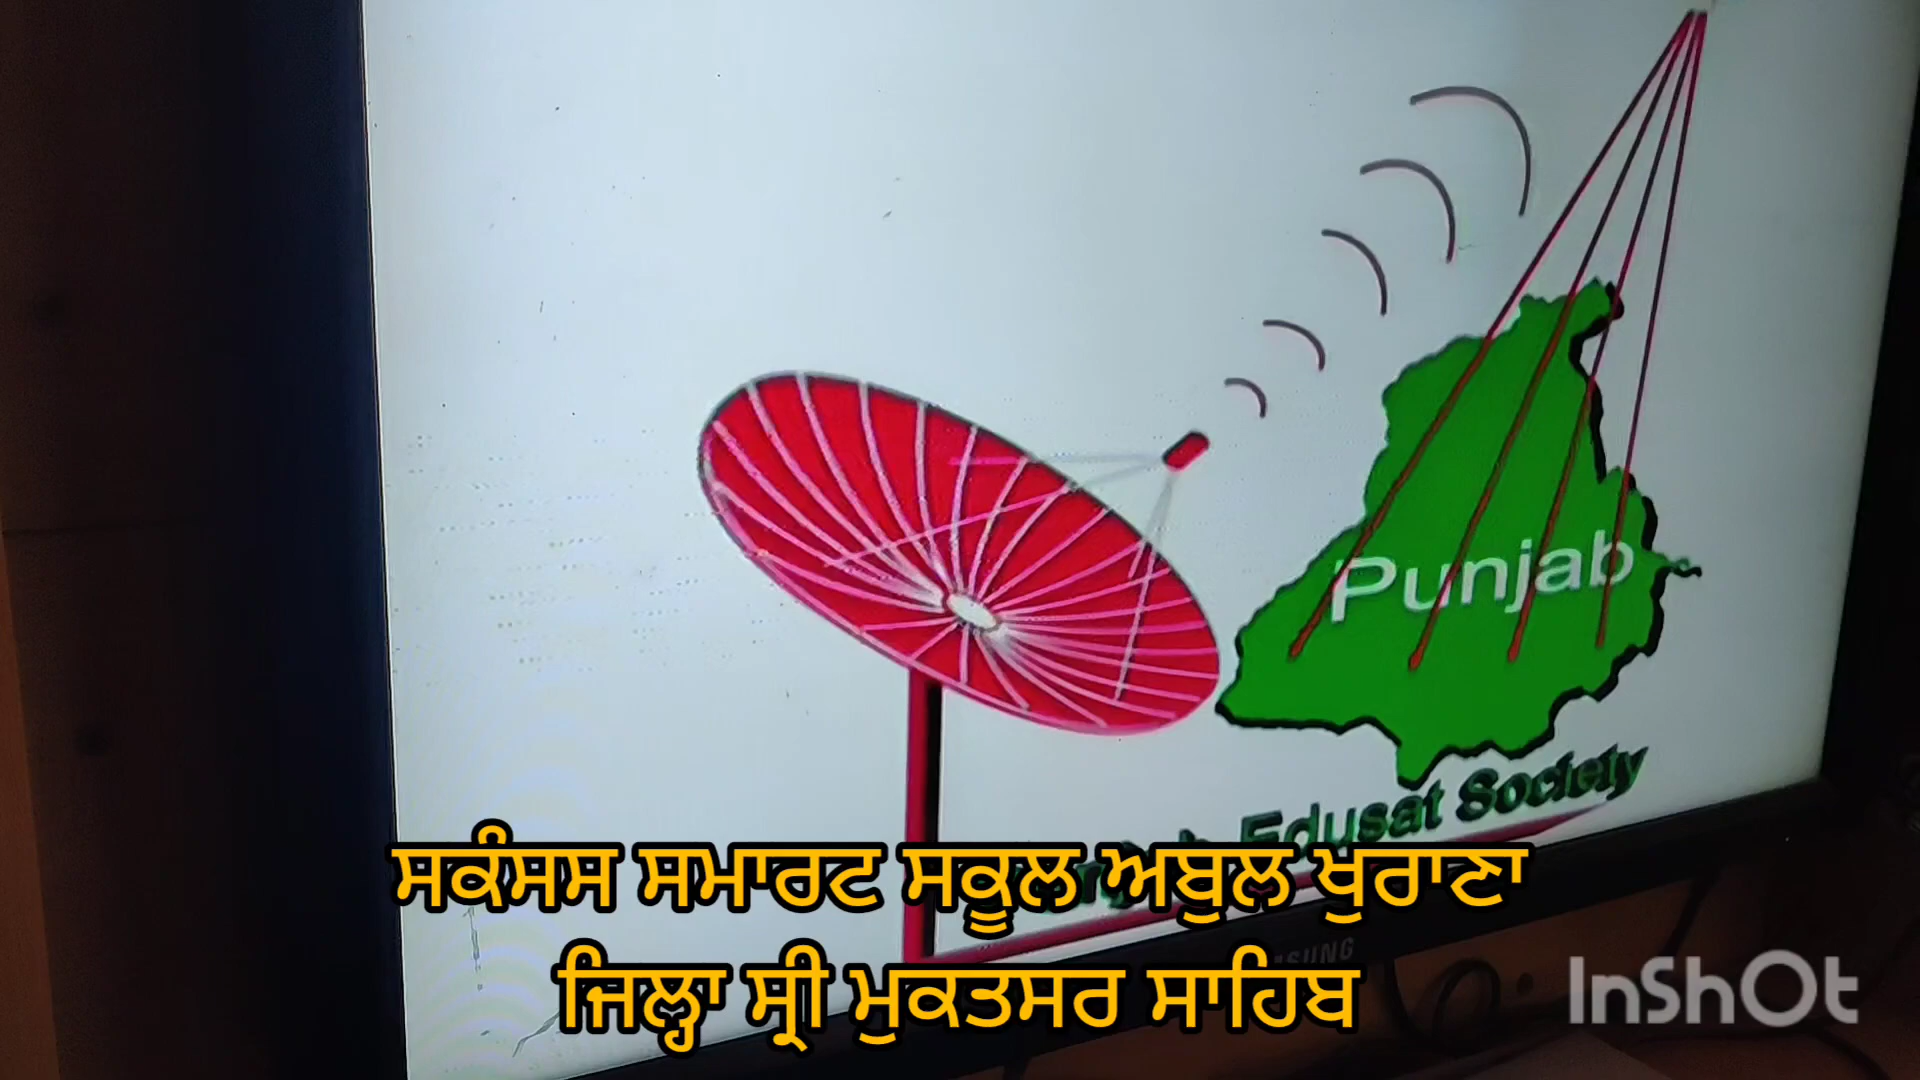 Punjab
Edusat Society
ਸਕੰਸਸ ਸਮਾਰਟ ਸਕੂਲ ਅਬੁਲ ਖੁਰਾਣਾ
ਜਿਲ੍ਹਾ ਸ੍ਰੀ ਮੁਕਤਸਰ ਸਾਹਿਬ
InShOt